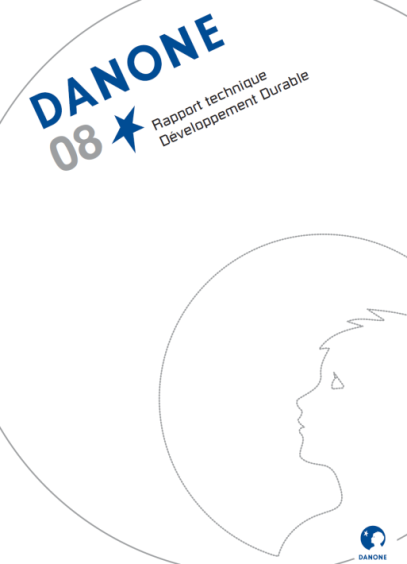 DANONE
08
Rapport technique
Développement Durable
DANONE